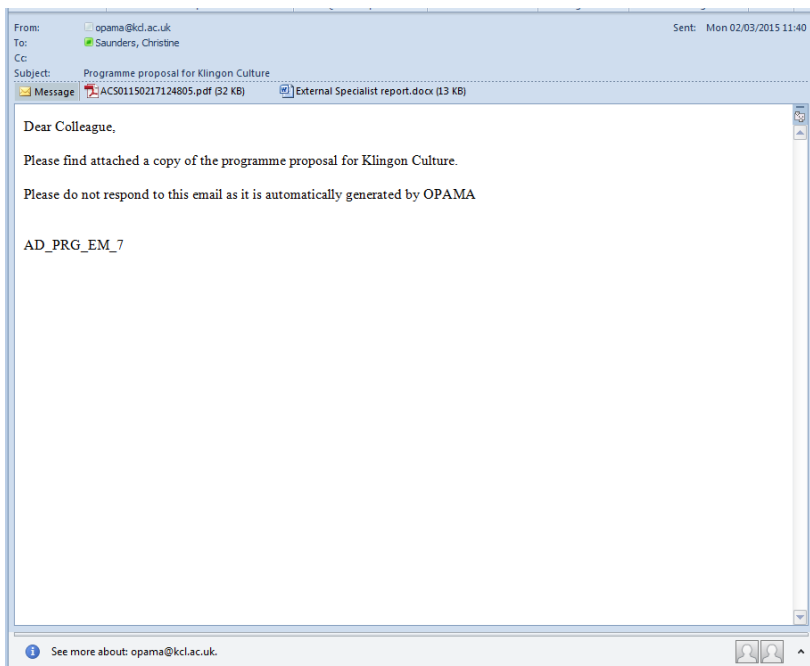 From: opama@kcl.ac.uk Sent: Mon 02/03/2015 11:40
To: Saunders, Christine
Cc:
Subject: Programme proposal for Klingon Culture
Message ACS01150217124805.pdf (32 KB) External Specialist report.docx (13 KB)
Dear Colleague,
Please find attached a copy of the programme proposal for Klingon Culture.
Please do not respond to this email as it is automatically generated by OPAMA
AD_PRG_EM_7
See more about: opama@kcl.ac.uk.